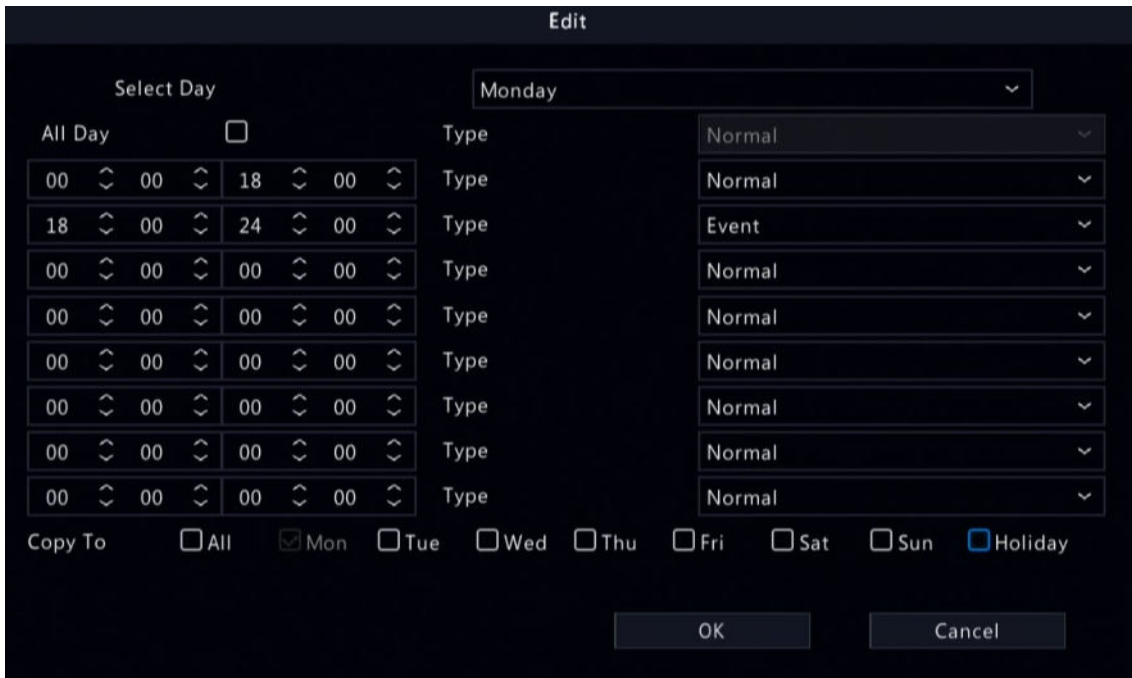 Edit
Select Day Monday
All Day Type Normal
00 00 18 00 Type Normal
18 00 24 00 Type Event
00 00 00 00 Type Normal
00 00 00 00 Type Normal
00 00 00 00 Type Normal
00 00 00 00 Type Normal
00 00 00 00 Type Normal
00 00 00 00 Type Normal
Copy To All Mon Tue Wed Thu Fri Sat Sun Holiday
OK Cancel